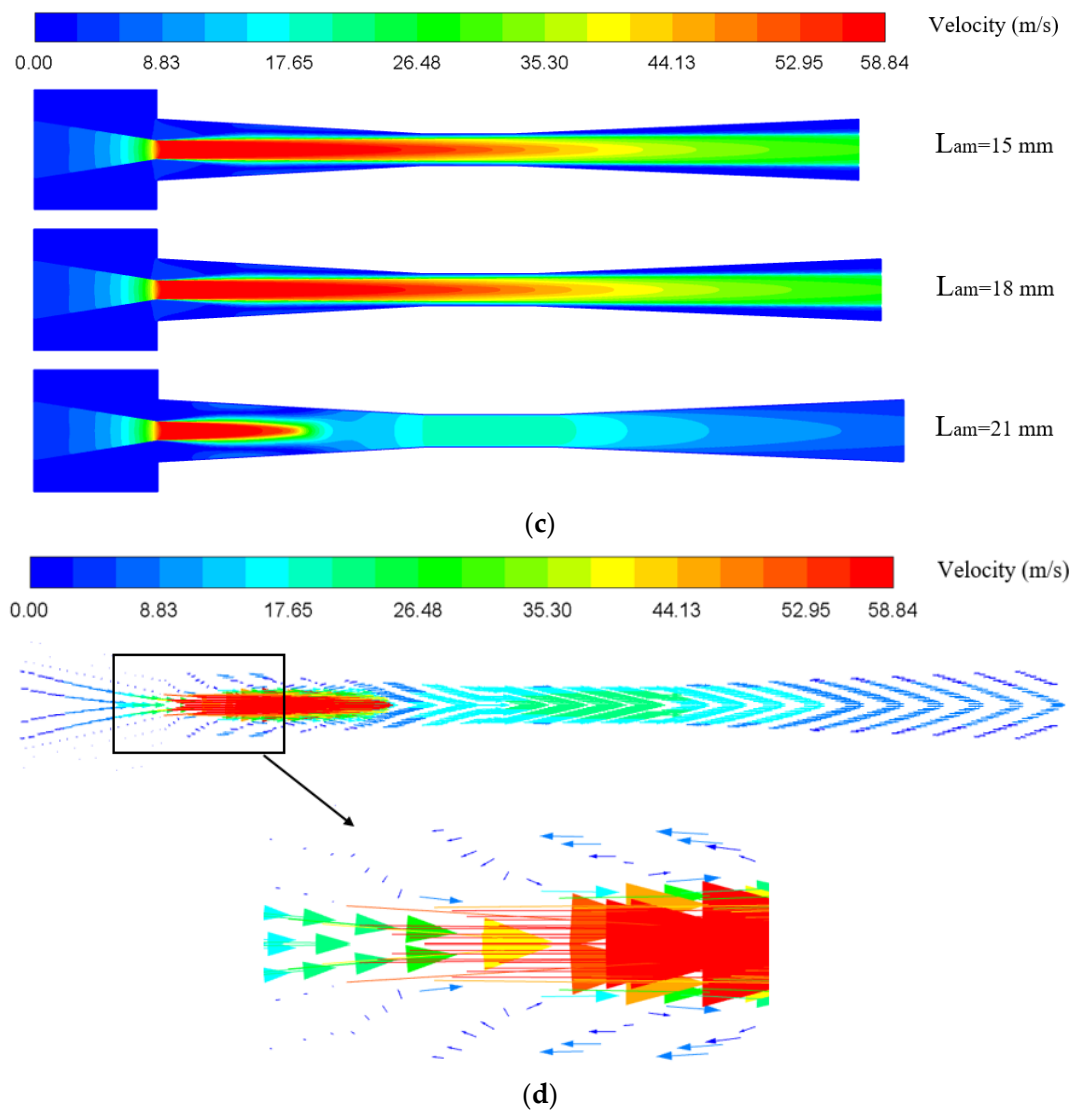 Velocity (m/s)
0.00 8.83 17.65 26.48 35.30 44.13 52.95 58.84
Lam=15 mm
Lam=18 mm
Lam=21 mm
(c)
Velocity (m/s)
0.00 8.83 17.65 26.48 35.30 44.13 52.95 58.84
(d)